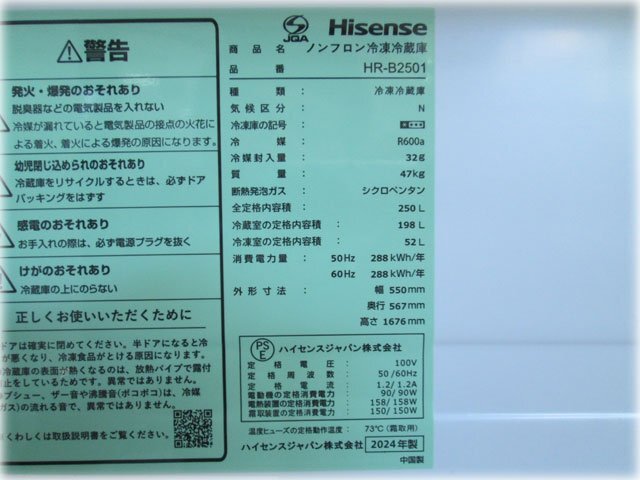 警告
発火・爆発のおそれあり
脱臭器などの電気製品を入れない
冷媒が漏れていると電気製品の接点の火花に
よる着火、着火による爆発の原因になります。
幼児閉じ込められのおそれあり
冷蔵庫をリサイクルするときは、必ずドア
パッキングをはずす
感電のおそれあり
お手入れの際は、必ず電源プラグを抜く
けがのおそれあり
冷蔵庫の上にのらない
正しくお使いいただくために
ドアは確実に閉めてください。半ドアになると冷
が悪くなり、冷凍食品がとける原因になります。
冷蔵庫の表面が熱くなるのは、放熱パイプで露付
防止をしているためです。異常ではありません。
プシュー、ザー音や沸騰音(ポコポコ)は、冷媒
ガス)の流れる音で、異常ではありません。
くわしくは取扱説明書をご覧ください。
JQA Hisense
商品名 : ノンフロン冷凍冷蔵庫
品番 HR-B2501
種類 : 冷凍冷蔵庫
気候区分 : N
冷凍庫の記号 :
冷媒 : R600a
冷媒封入量 : 32g
質量 : 47kg
断熱発泡ガス : シクロペンタン
全定格内容積 : 250 L
冷蔵室の定格内容積 : 198 L
冷凍室の定格内容積 : 52 L
消費電力量 : 50Hz 288 kWh/年
60Hz 288 kWh/年
外形寸法 : 幅 550mm
奥行 567mm
高さ 1676mm
PSE ハイセンスジャパン株式会社
定格電圧 : 100V
定格周波数 : 50/60Hz
定格電流 : 1.2/1.2A
電動機の定格消費電力 : 90/90W
電熱装置の定格消費電力 : 158/158W
霜取装置の定格消費電力 : 150/150W
温度ヒューズの定格動作温度 : 73℃(霜取用)
ハイセンスジャパン株式会社 2024年製
中国製